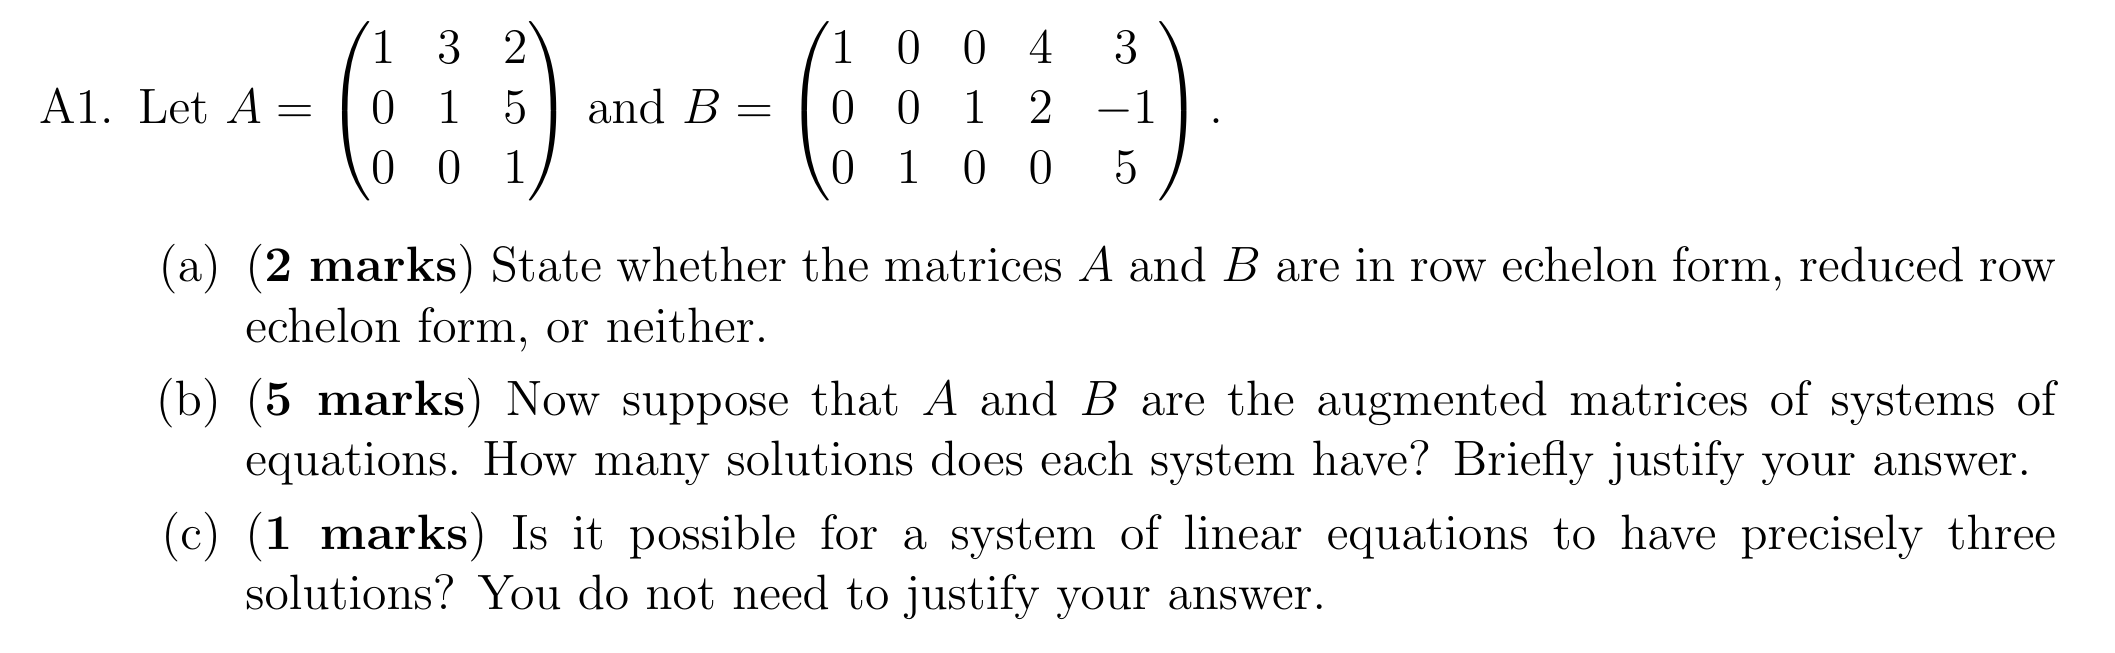 A1. Let A = \begin{pmatrix} 1 & 3 & 2 \\ 0 & 1 & 5 \\ 0 & 0 & 1 \end{pmatrix} and B = \begin{pmatrix} 1 & 0 & 0 & 4 & 3 \\ 0 & 0 & 1 & 2 & -1 \\ 0 & 1 & 0 & 0 & 5 \end{pmatrix}.
(a) (2 marks) State whether the matrices A and B are in row echelon form, reduced row
echelon form, or neither.
(b) (5 marks) Now suppose that A and B are the augmented matrices of systems of
equations. How many solutions does each system have? Briefly justify your answer.
(c) (1 marks) Is it possible for a system of linear equations to have precisely three
solutions? You do not need to justify your answer.